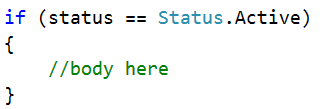 if (status == Status.Active)
{
    //body here
}